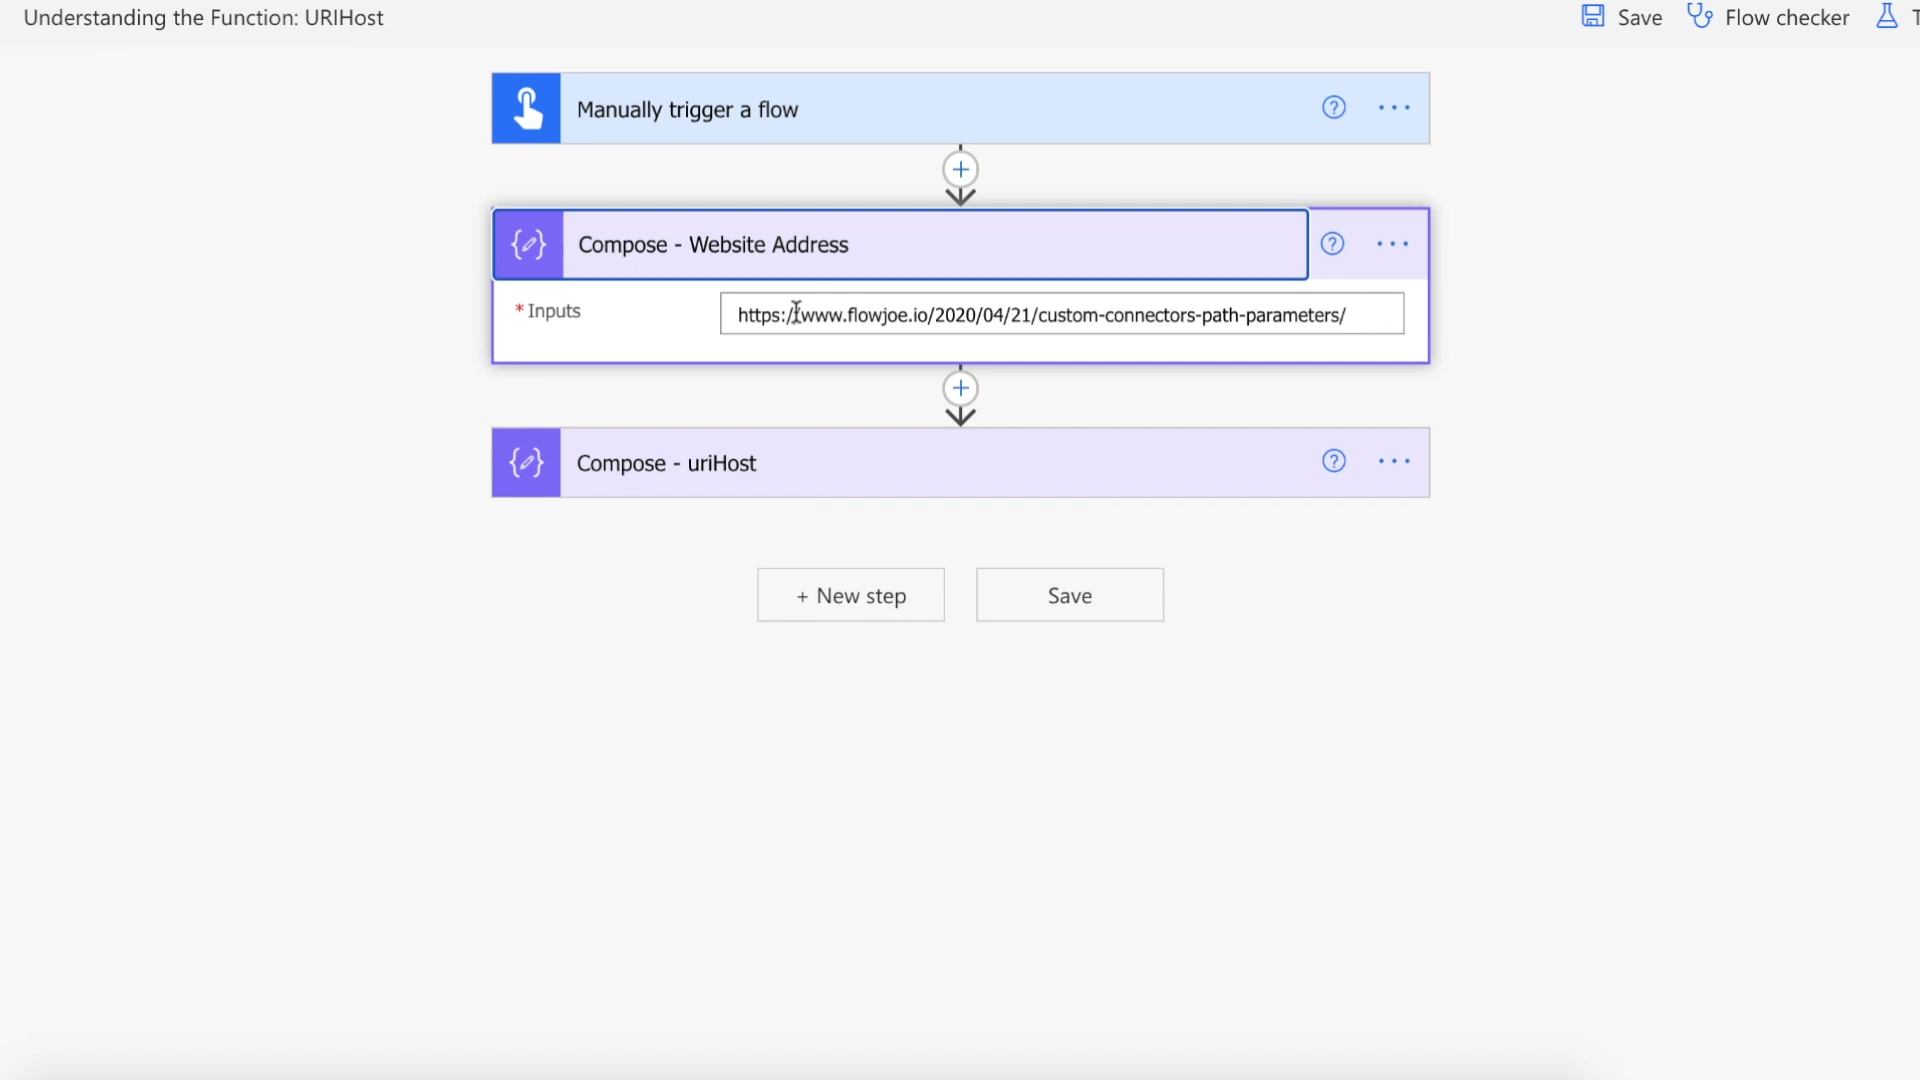 Understanding the Function: URIHost
Save
Flow checker
T
Manually trigger a flow
Compose - Website Address
* Inputs
https://www.flowjoe.io/2020/04/21/custom-connectors-path-parameters/
Compose - uriHost
+ New step
Save